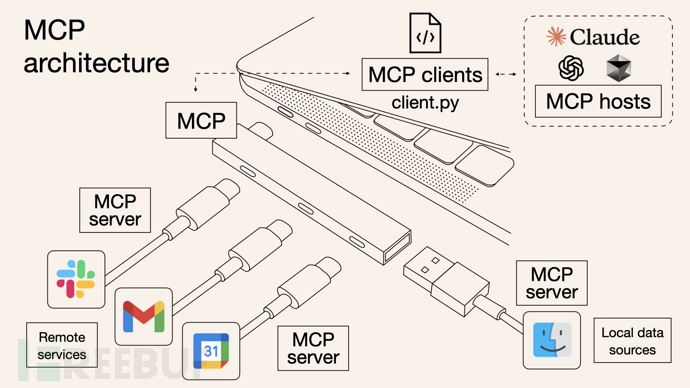 MCP
architecture
Claude
MCP hosts
MCP clients
client.py
MCP
MCP
server
MCP
server
MCP
server
Remote
services
31
Local data
sources